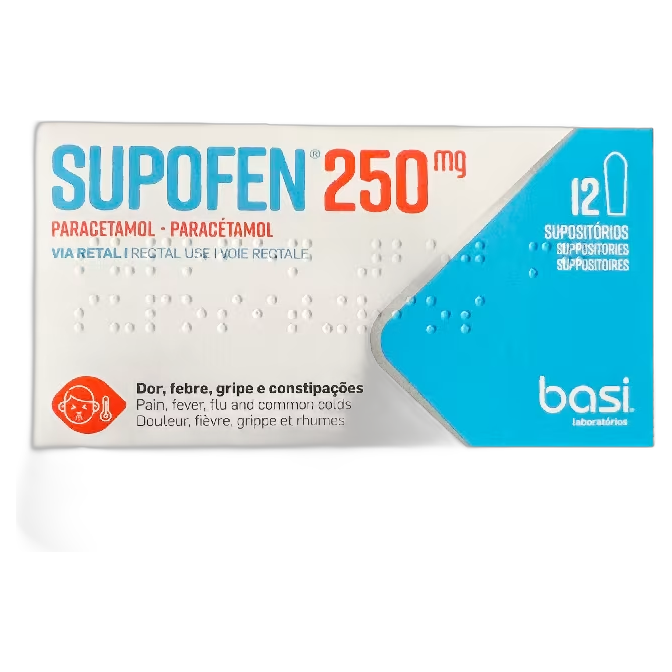 SUPOFEN® 250 mg
PARACETAMOL - PARACÉTAMOL
VIA RETAL | RECTAL USE | VOIE RECTALE
12
SUPOSITÓRIOS
SUPPOSITORIES
SUPPOSITOIRES
Dor, febre, gripe e constipações
Pain, fever, flu and common colds
Douleur, fièvre, grippe et rhumes
basi
laboratórios